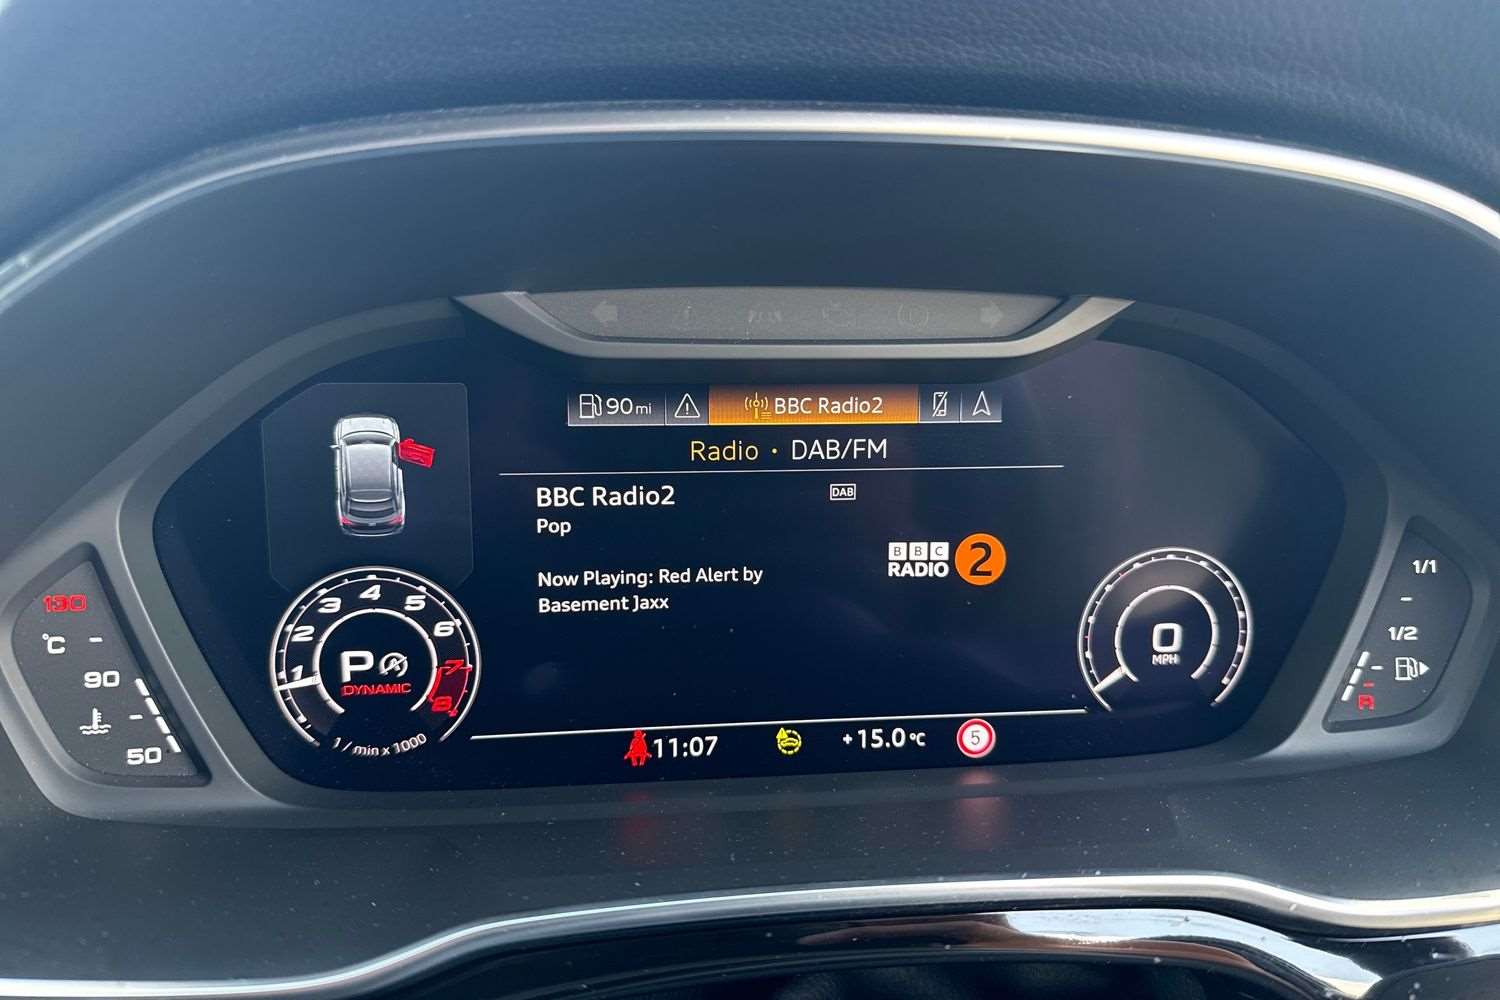 90 mi
BBC Radio2
Radio • DAB/FM
BBC Radio2
DAB
Pop
Now Playing: Red Alert by
Basement Jaxx
BBC
RADIO
2
130
°C
90
50
1
2
3
4
5
6
7
8
P
A
DYNAMIC
1 / min x 1000
0
MPH
1/1
1/2
R
11:07
+15.0 °C
5